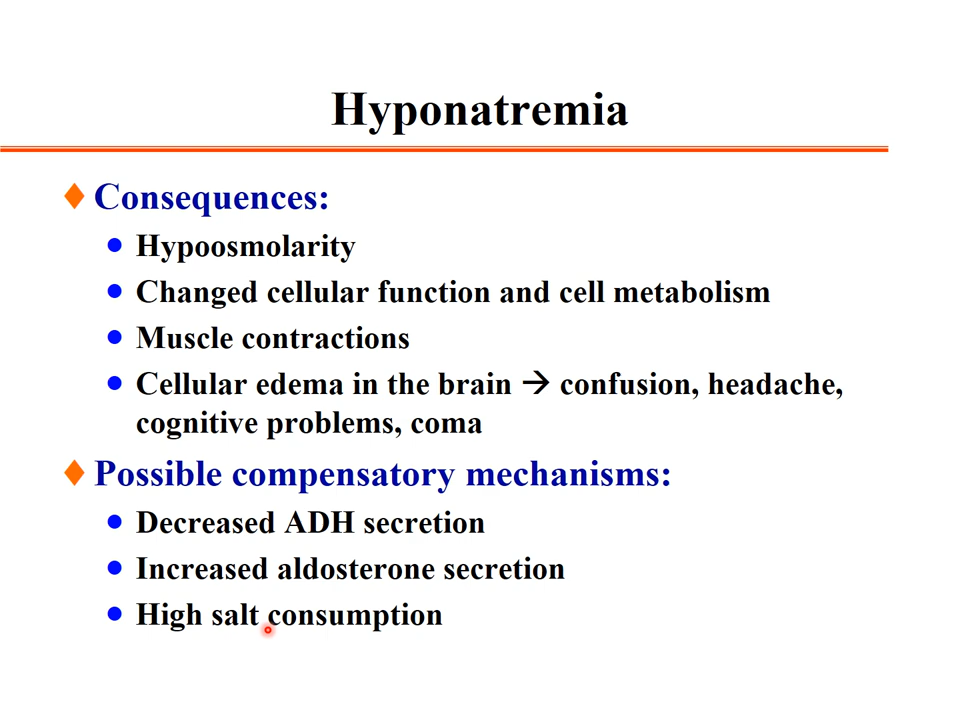 Hyponatremia
Consequences:
Hypoosmolarity
Changed cellular function and cell metabolism
Muscle contractions
Cellular edema in the brain → confusion, headache,
cognitive problems, coma
Possible compensatory mechanisms:
Decreased ADH secretion
Increased aldosterone secretion
High salt consumption